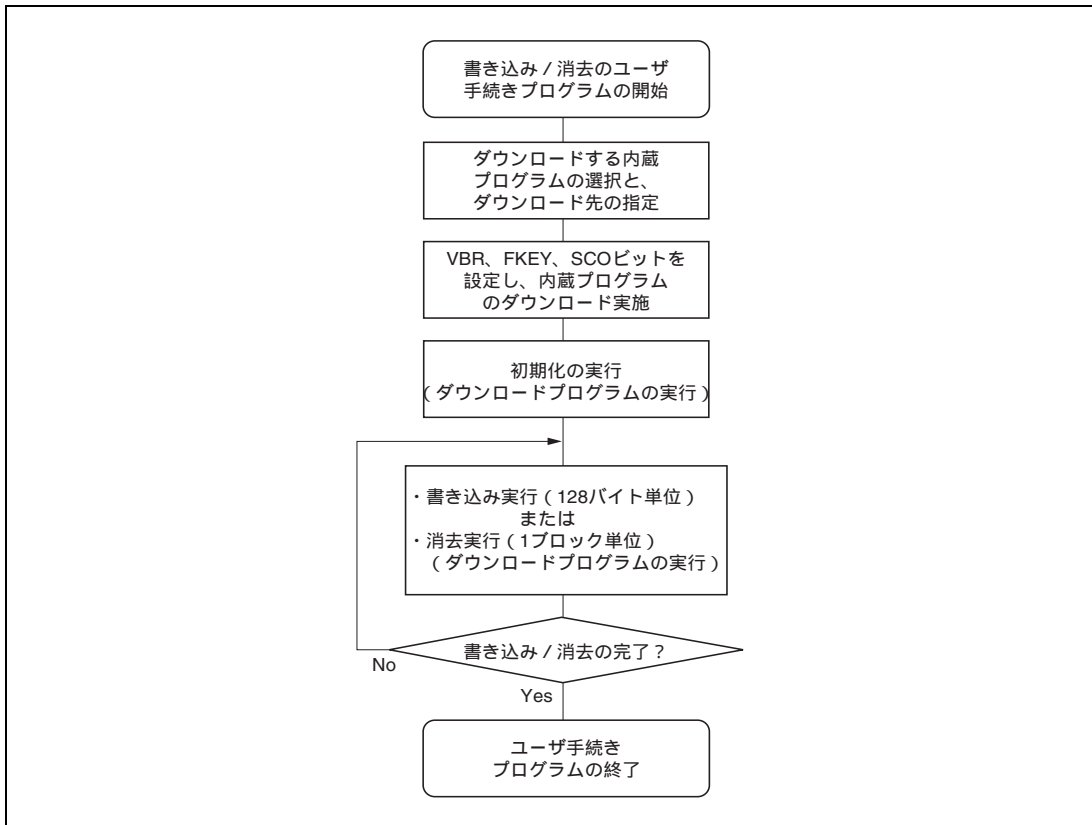 書き込み / 消去のユーザ
手続きプログラムの開始
ダウンロードする内蔵
プログラムの選択と、
ダウンロード先の指定
VBR、FKEY、SCOビットを
設定し、内蔵プログラム
のダウンロード実施
初期化の実行
(ダウンロードプログラムの実行)
・書き込み実行(128バイト単位)
または
・消去実行(1ブロック単位)
(ダウンロードプログラムの実行)
書き込み / 消去の完了?
No
Yes
ユーザ手続き
プログラムの終了